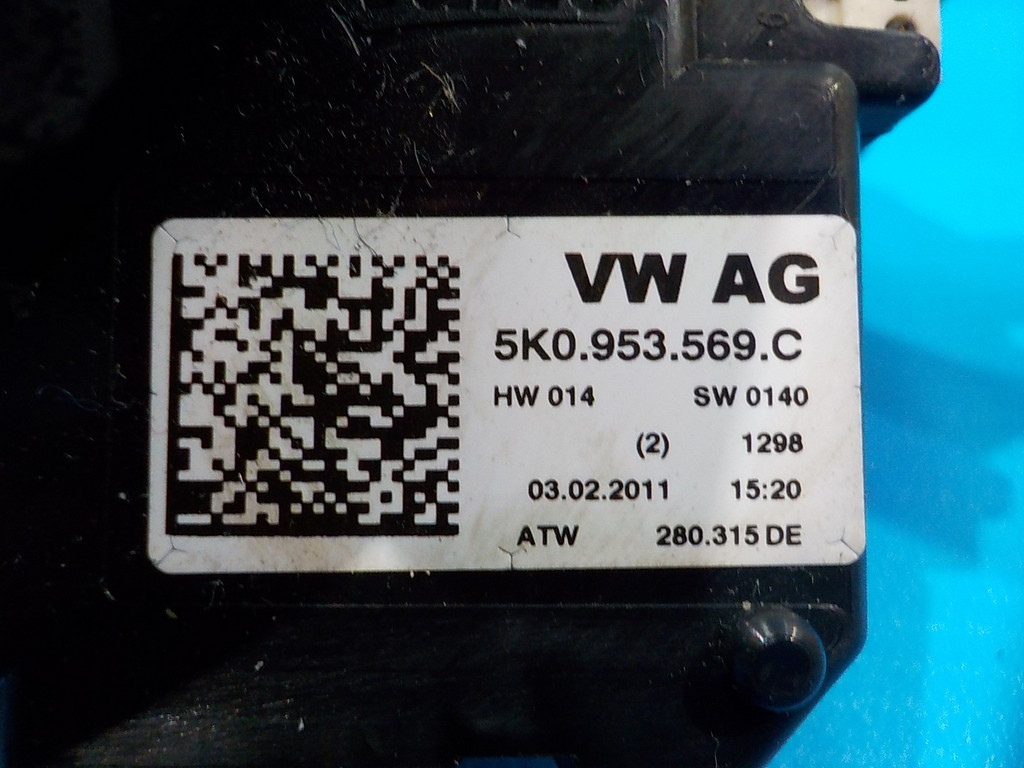 VW AG
5K0.953.569.C
HW 014 SW 0140
(2) 1298
03.02.2011 15:20
ATW 280.315 DE